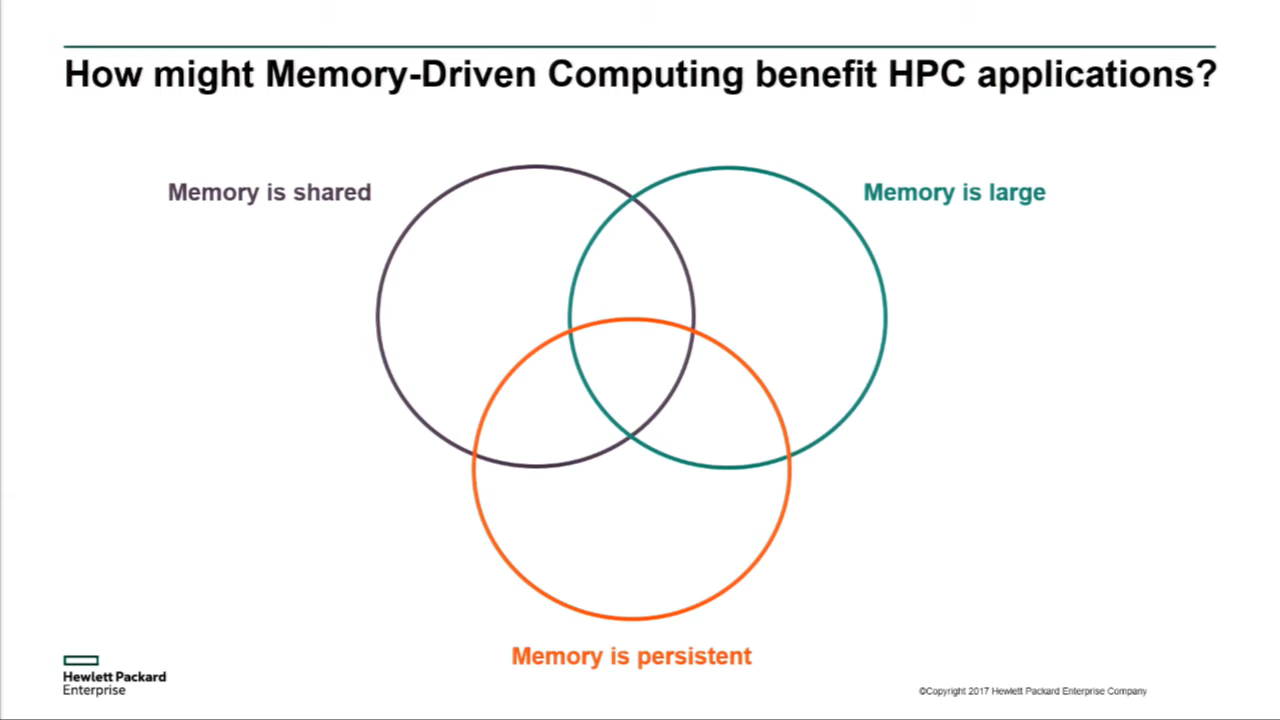 How might Memory-Driven Computing benefit HPC applications?
Memory is shared
Memory is large
Memory is persistent
Hewlett Packard
Enterprise
©Copyright 2017 Hewlett Packard Enterprise Company